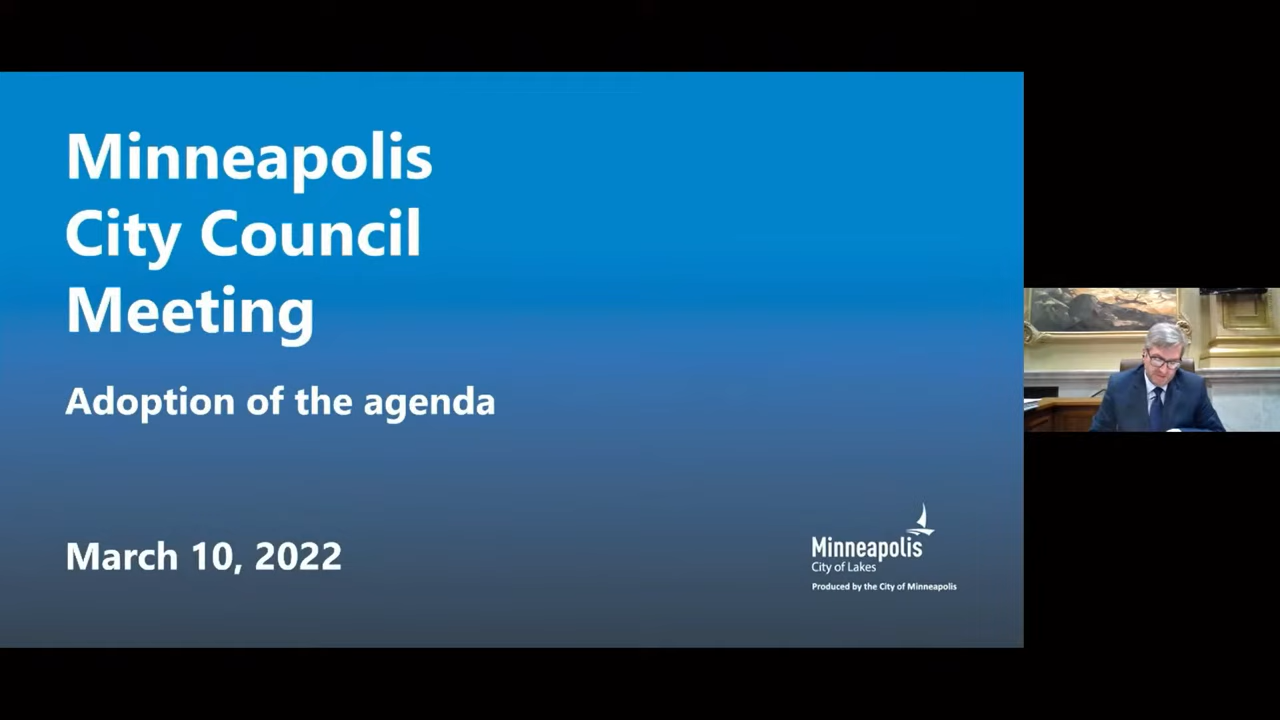 Minneapolis
City Council
Meeting
Adoption of the agenda
March 10, 2022
Minneapolis
City of Lakes
Produced by the City of Minneapolis